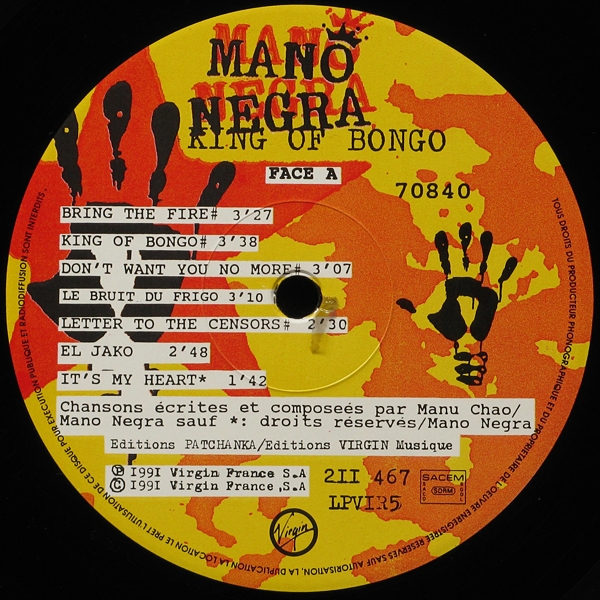 MANO
NEGRA
KING OF BONGO
FACE A
70840
BRING THE FIRE# 3'27
KING OF BONGO# 3'38
DON'T WANT YOU NO MORE# 3'07
LE BRUIT DU FRIGO 3'10
LETTER TO THE CENSORS# 2'30
EL JAKO 2'48
IT'S MY HEART* 1'42
Chansons écrites et composeés par Manu Chao/
Mano Negra sauf *: droits réservés/Mano Negra
Editions PATCHANKA/Editions VIRGIN Musique
Ⓟ 1991 Virgin France S.A
Ⓒ 1991 Virgin France S.A
211 467
LPVIR5
SACEM
SACD
SDRM
SGDL
Virgin
TOUS DROITS DU PRODUCTEUR PHONOGRAPHIQUE ET DU PROPRIETAIRE DE L'OEUVRE ENREGISTREE RESERVES SAUF AUTORISATION, LA DUPLICATION, LA LOCATION LE PRET L'UTILISATION DE CE DISQUE POUR EXECUTION PUBLIQUE ET RADIODIFFUSION SONT INTERDITS.